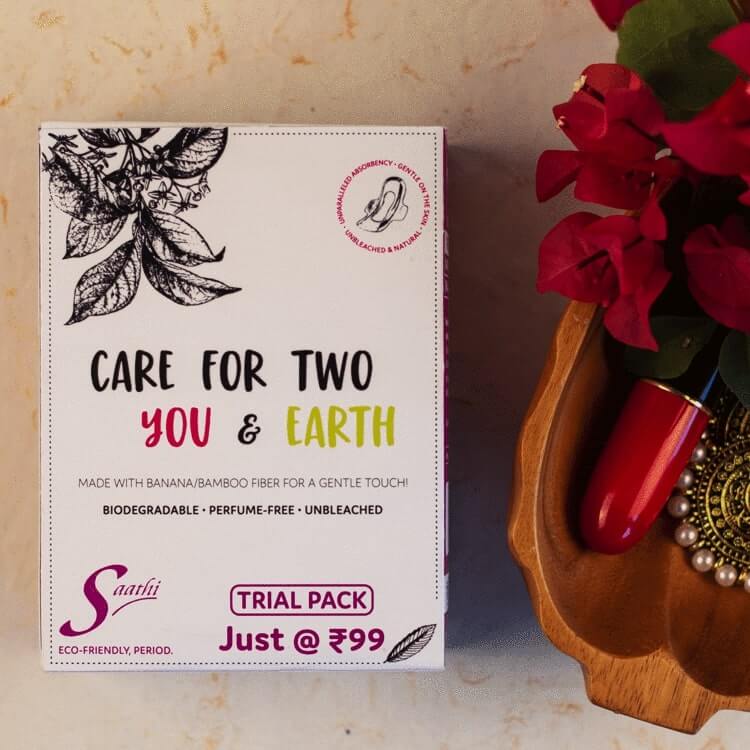 UNPARALLELED ABSORBENCY • GENTLE ON THE SKIN • UNBLEACHED & NATURAL •
CARE FOR TWO
YOU & EARTH
MADE WITH BANANA/BAMBOO FIBER FOR A GENTLE TOUCH!
BIODEGRADABLE • PERFUME-FREE • UNBLEACHED
Saathi
ECO-FRIENDLY, PERIOD.
TRIAL PACK
Just @ ₹99